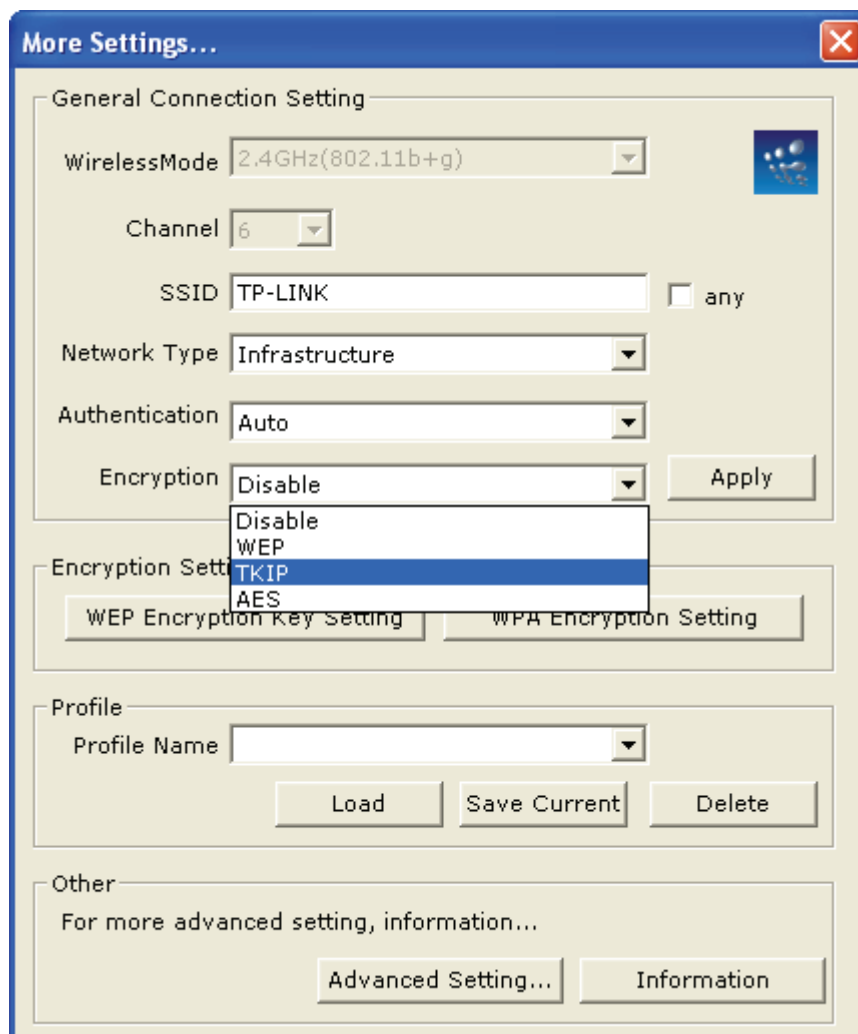 More Settings...
General Connection Setting
WirelessMode 2.4GHz(802.11b+g)
Channel 6
SSID TP-LINK any
Network Type Infrastructure
Authentication Auto
Encryption Disable Apply
Disable
WEP
Encryption Setti TKIP
AES
WEP Encryption Key Setting WPA Encryption Setting
Profile
Profile Name
Load Save Current Delete
Other
For more advanced setting, information...
Advanced Setting... Information